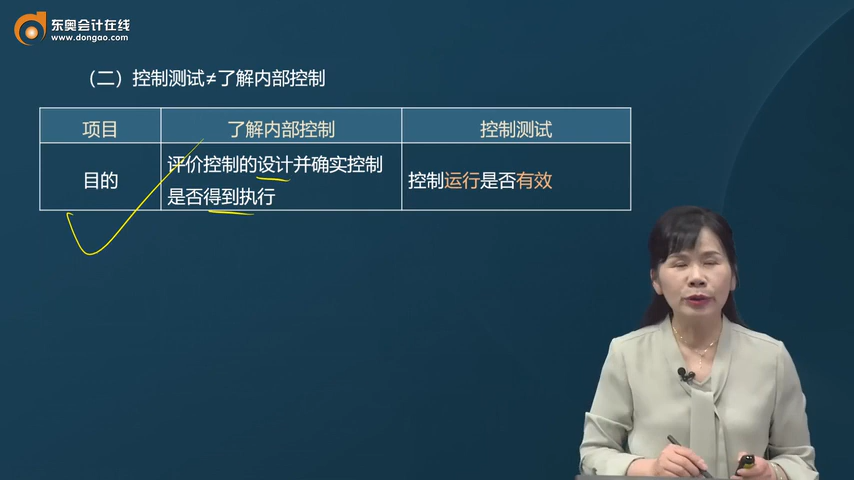 东奥会计在线
www.dongao.com
（二）控制测试≠了解内部控制
项目
了解内部控制
控制测试
目的
评价控制的设计并确实控制
是否得到执行
控制运行是否有效